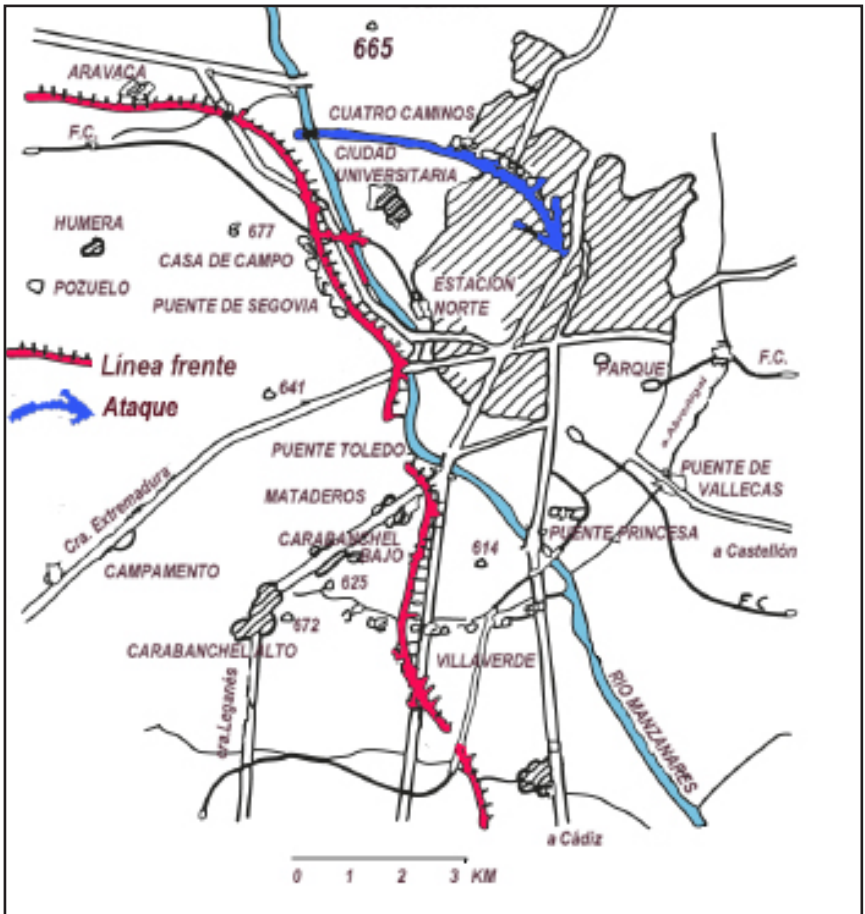 665
ARAVACA
CUATRO CAMINOS
F.C.
CIUDAD
UNIVERSITARIA
HUMERA
677
CASA DE CAMPO
POZUELO
ESTACION
NORTE
PUENTE DE SEGOVIA
Línea frente
PARQUE
F.C.
641
Ataque
a. Abroñigal
PUENTE TOLEDO
PUENTE DE
VALLECAS
Cra. Extremadura
MATADEROS
PUENTE PRINCESA
CARABANCHEL
BAJO
614
a Castellón
CAMPAMENTO
625
F C
672
CARABANCHEL ALTO
VILLAVERDE
cra.Leganés
RIO MANZANARES
a Cádiz
0 1 2 3 KM